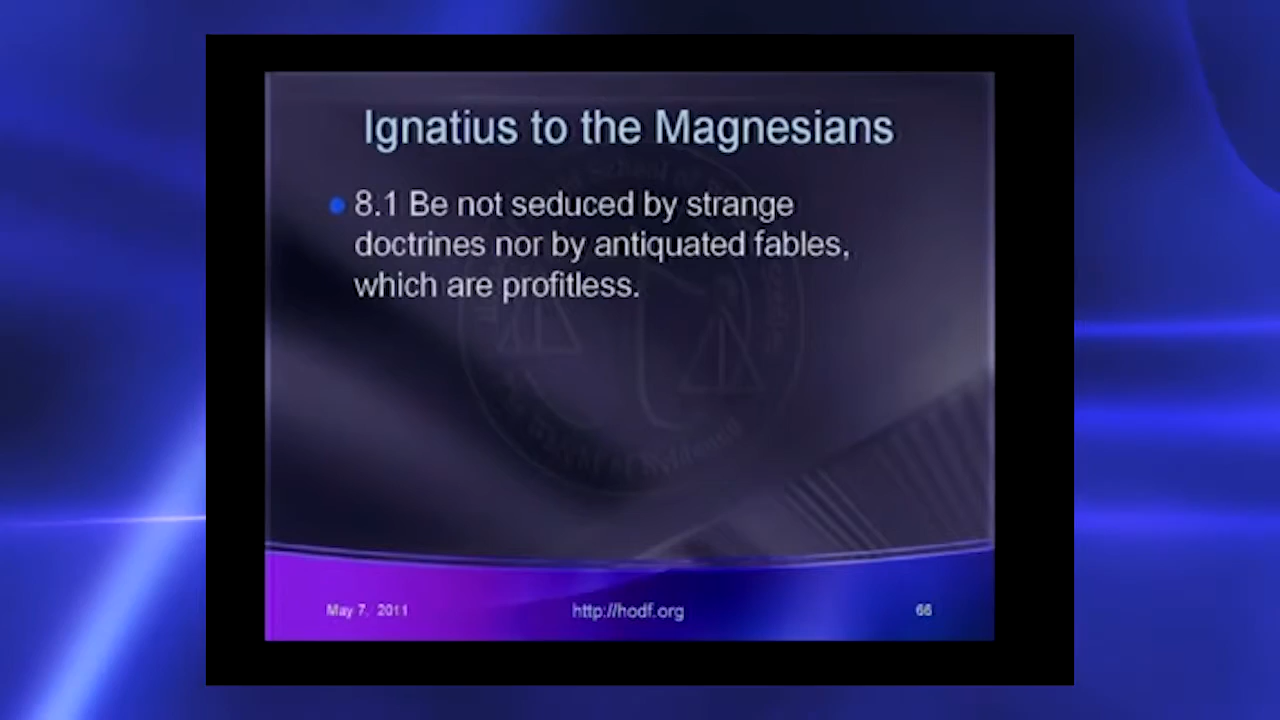 Ignatius to the Magnesians
8.1 Be not seduced by strange
doctrines nor by antiquated fables,
which are profitless.
May 7, 2011
http://hodf.org
66